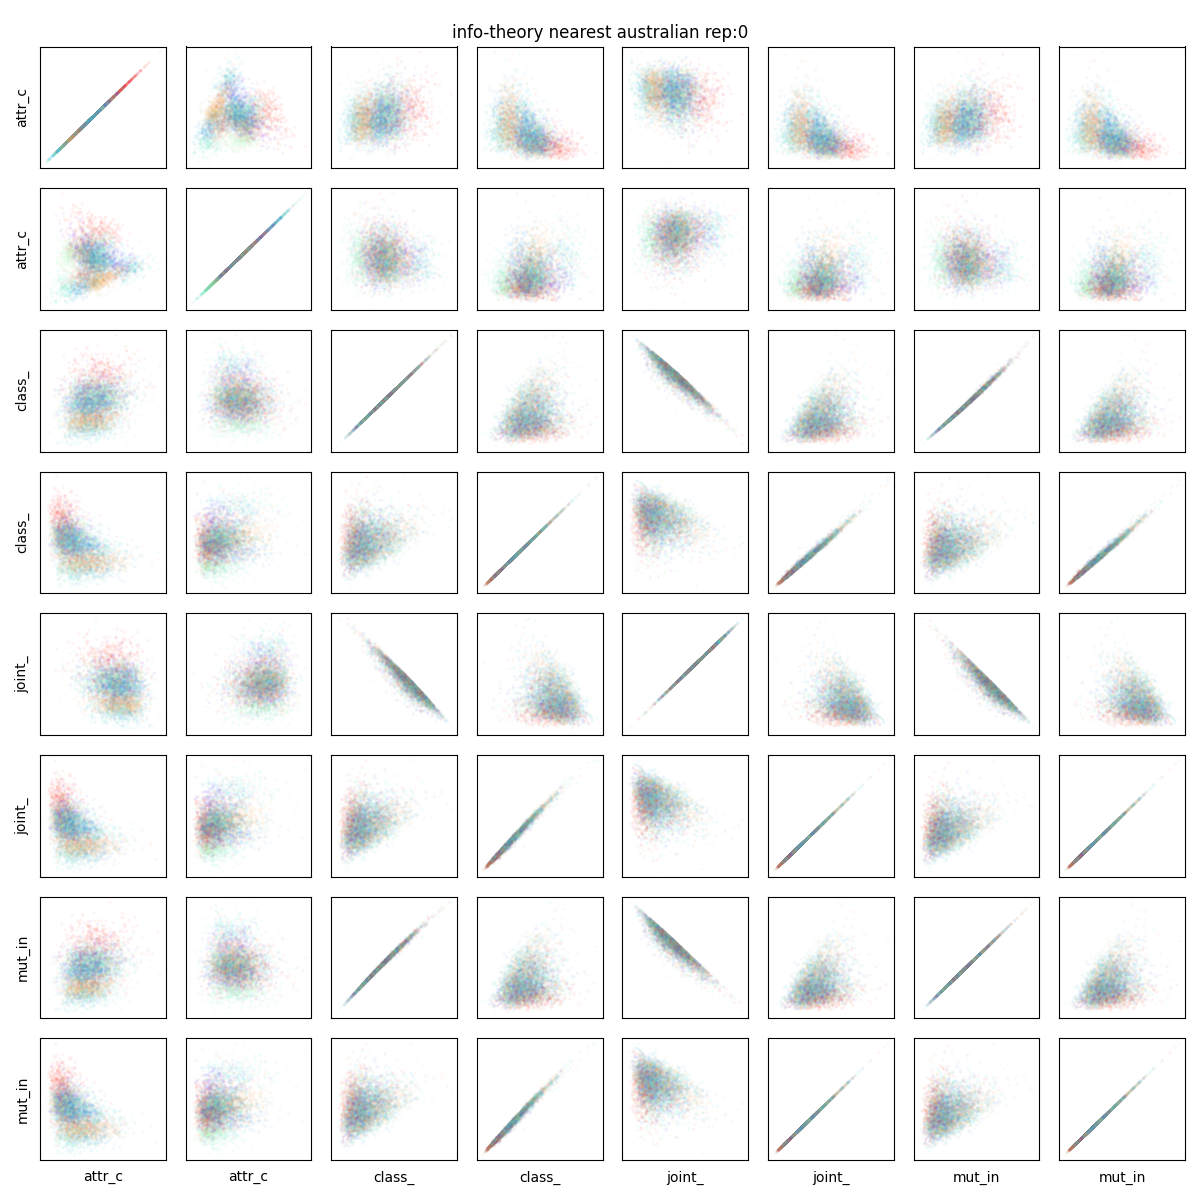 info-theory nearest australian rep:0
attr_c
attr_c
class_
class_
joint_
joint_
mut_in
mut_in
attr_c attr_c class_ class_ joint_ joint_ mut_in mut_in